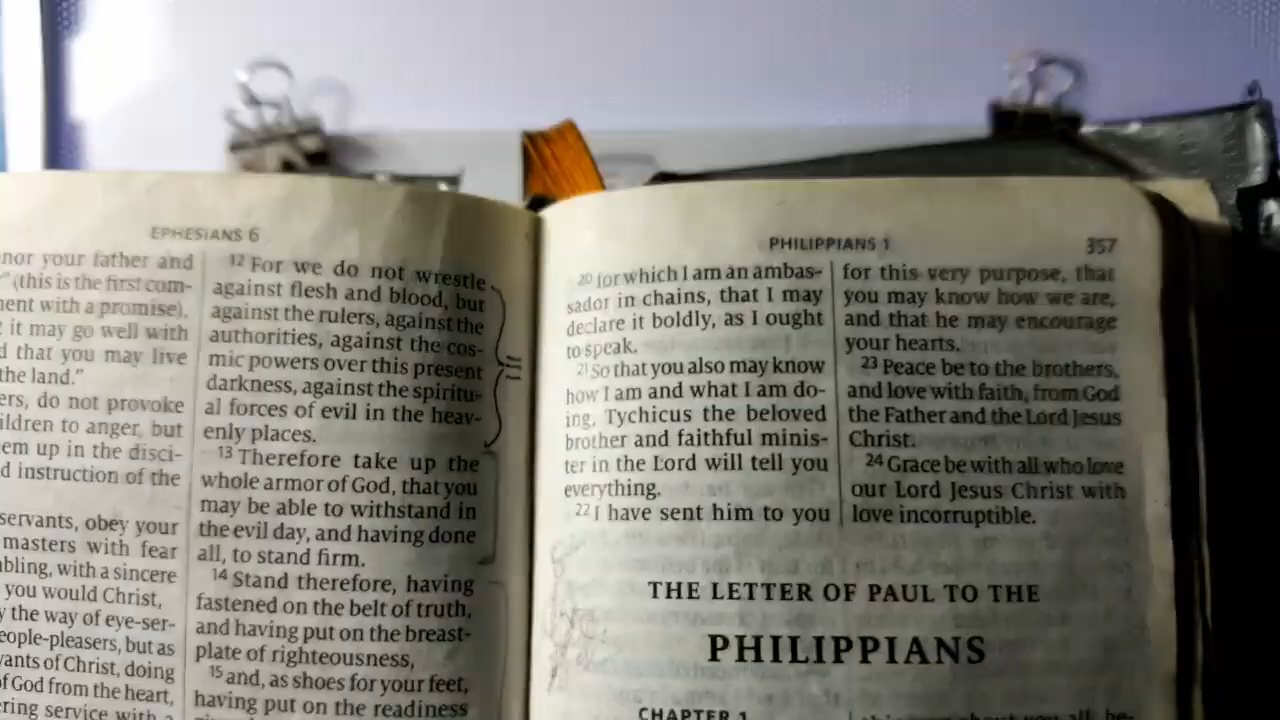 EPHESIANS 6
nor your father and
" (this is the first com-
ent with a promise),
it may go well with
d that you may live
the land."
ers, do not provoke
ildren to anger, but
em up in the disci-
d instruction of the
servants, obey your
masters with fear
bling, with a sincere
you would Christ,
y the way of eye-ser-
eople-pleasers, but as
vants of Christ, doing
of God from the heart,
ring service with a
12 For we do not wrestle
against flesh and blood, but
against the rulers, against the
authorities, against the cos-
mic powers over this present
darkness, against the spiritu-
al forces of evil in the heav-
enly places.
13 Therefore take up the
whole armor of God, that you
may be able to withstand in
the evil day, and having done
all, to stand firm.
14 Stand therefore, having
fastened on the belt of truth,
and having put on the breast-
plate of righteousness,
15 and, as shoes for your feet,
having put on the readiness
PHILIPPIANS 1
357
20 for which I am an ambas-
sador in chains, that I may
declare it boldly, as I ought
to speak.
21 So that you also may know
how I am and what I am do-
ing, Tychicus the beloved
brother and faithful minis-
ter in the Lord will tell you
everything.
22 I have sent him to you
for this very purpose, that
you may know how we are,
and that he may encourage
your hearts.
23 Peace be to the brothers,
and love with faith, from God
the Father and the Lord Jesus
Christ.
24 Grace be with all who love
our Lord Jesus Christ with
love incorruptible.
THE LETTER OF PAUL TO THE
PHILIPPIANS
CHAPTER 1
about you all, be-